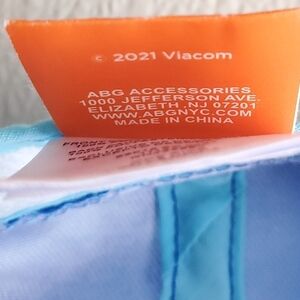 © 2021 Viacom
ABG ACCESSORIES
1000 JEFFERSON AVE.
ELIZABETH, NJ 07201
WWW.ABGNYC.COM
MADE IN CHINA